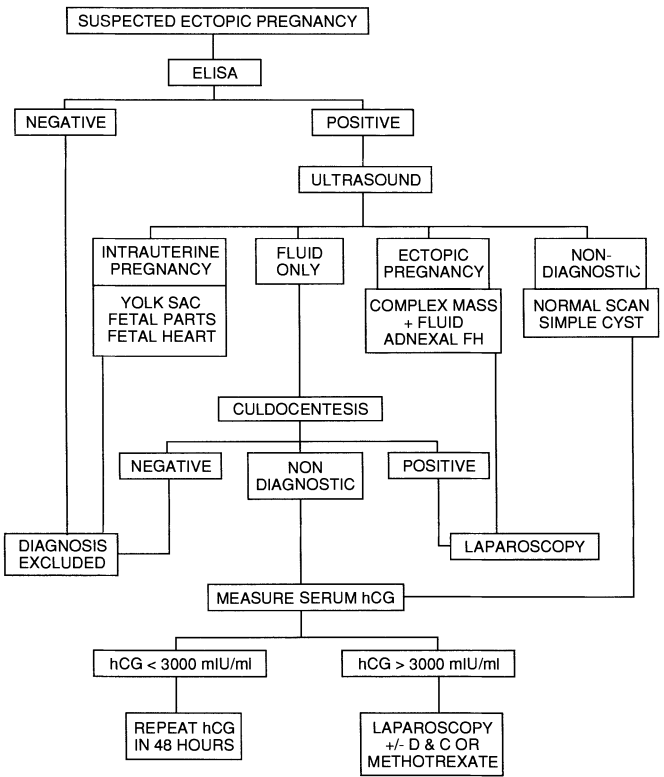 SUSPECTED ECTOPIC PREGNANCY
ELISA
NEGATIVE
POSITIVE
ULTRASOUND
INTRAUTERINE
PREGNANCY
FLUID
ONLY
ECTOPIC
PREGNANCY
NON-
DIAGNOSTIC
YOLK SAC
FETAL PARTS
FETAL HEART
COMPLEX MASS
+ FLUID
ADNEXAL FH
NORMAL SCAN
SIMPLE CYST
CULDOCENTESIS
NEGATIVE
NON
DIAGNOSTIC
POSITIVE
DIAGNOSIS
EXCLUDED
LAPAROSCOPY
MEASURE SERUM hCG
hCG < 3000 mIU/ml
hCG > 3000 mIU/ml
REPEAT hCG
IN 48 HOURS
LAPAROSCOPY
+/- D & C OR
METHOTREXATE